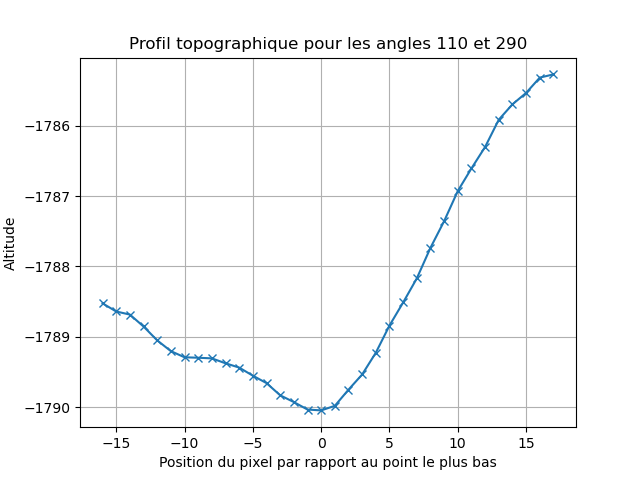 Profil topographique pour les angles 110 et 290
Altitude
−1786
−1787
−1788
−1789
−1790
−15 −10 −5 0 5 10 15
Position du pixel par rapport au point le plus bas